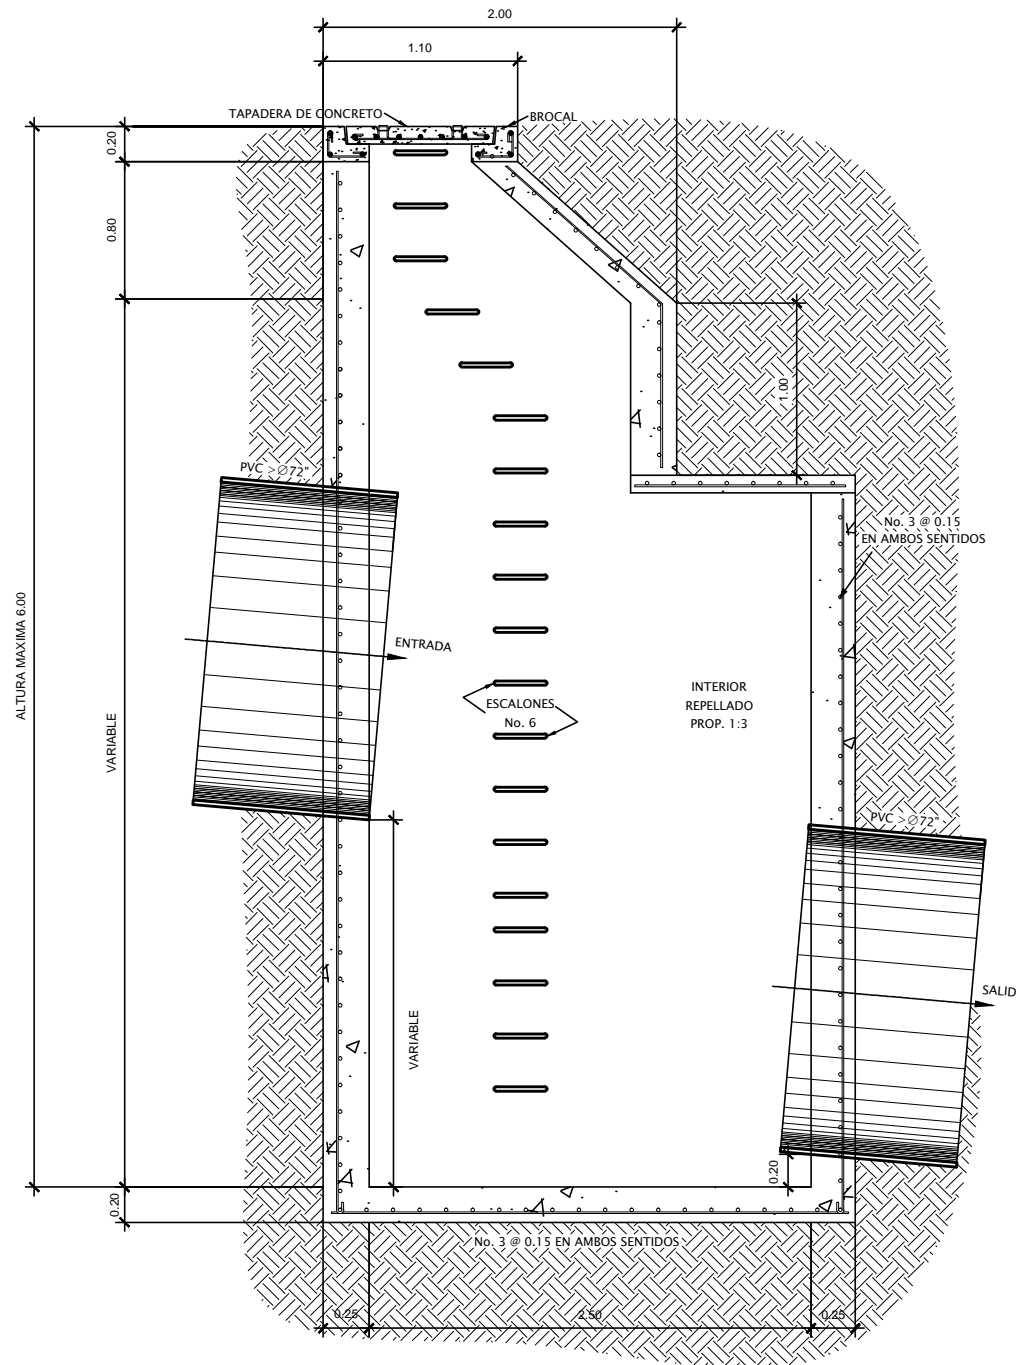 2.00
1.10
TAPADERA DE CONCRETO
BROCAL
0.20
0.80
1.00
PVC >Ø72"
No. 3 @ 0.15
EN AMBOS SENTIDOS
ALTURA MAXIMA 6.00
VARIABLE
ENTRADA
ESCALONES
No. 6
INTERIOR
REPELLADO
PROP. 1:3
PVC >Ø72"
SALID
VARIABLE
0.20
0.20
No. 3 @ 0.15 EN AMBOS SENTIDOS
0.25
2.50
0.25